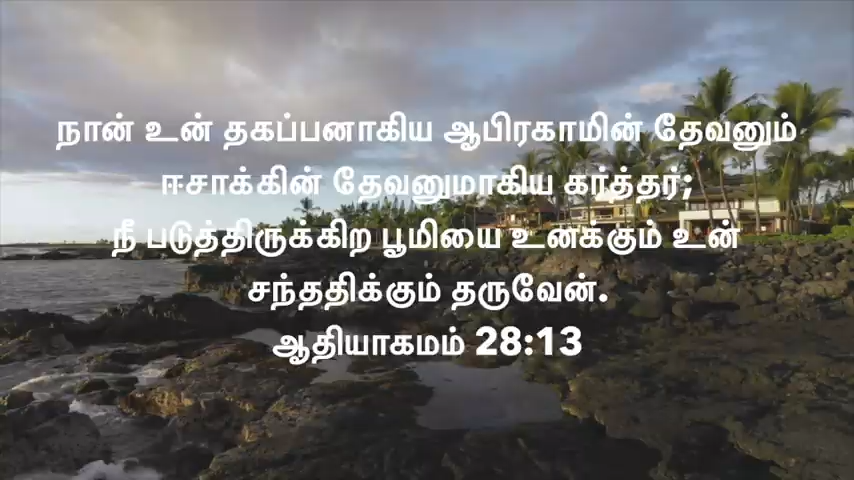 நான் உன் தகப்பனாகிய ஆபிரகாமின் தேவனும்
ஈசாக்கின் தேவனுமாகிய கர்த்தர்;
நீ படுத்திருக்கிற பூமியை உனக்கும் உன்
சந்ததிக்கும் தருவேன்.
ஆதியாகமம் 28:13